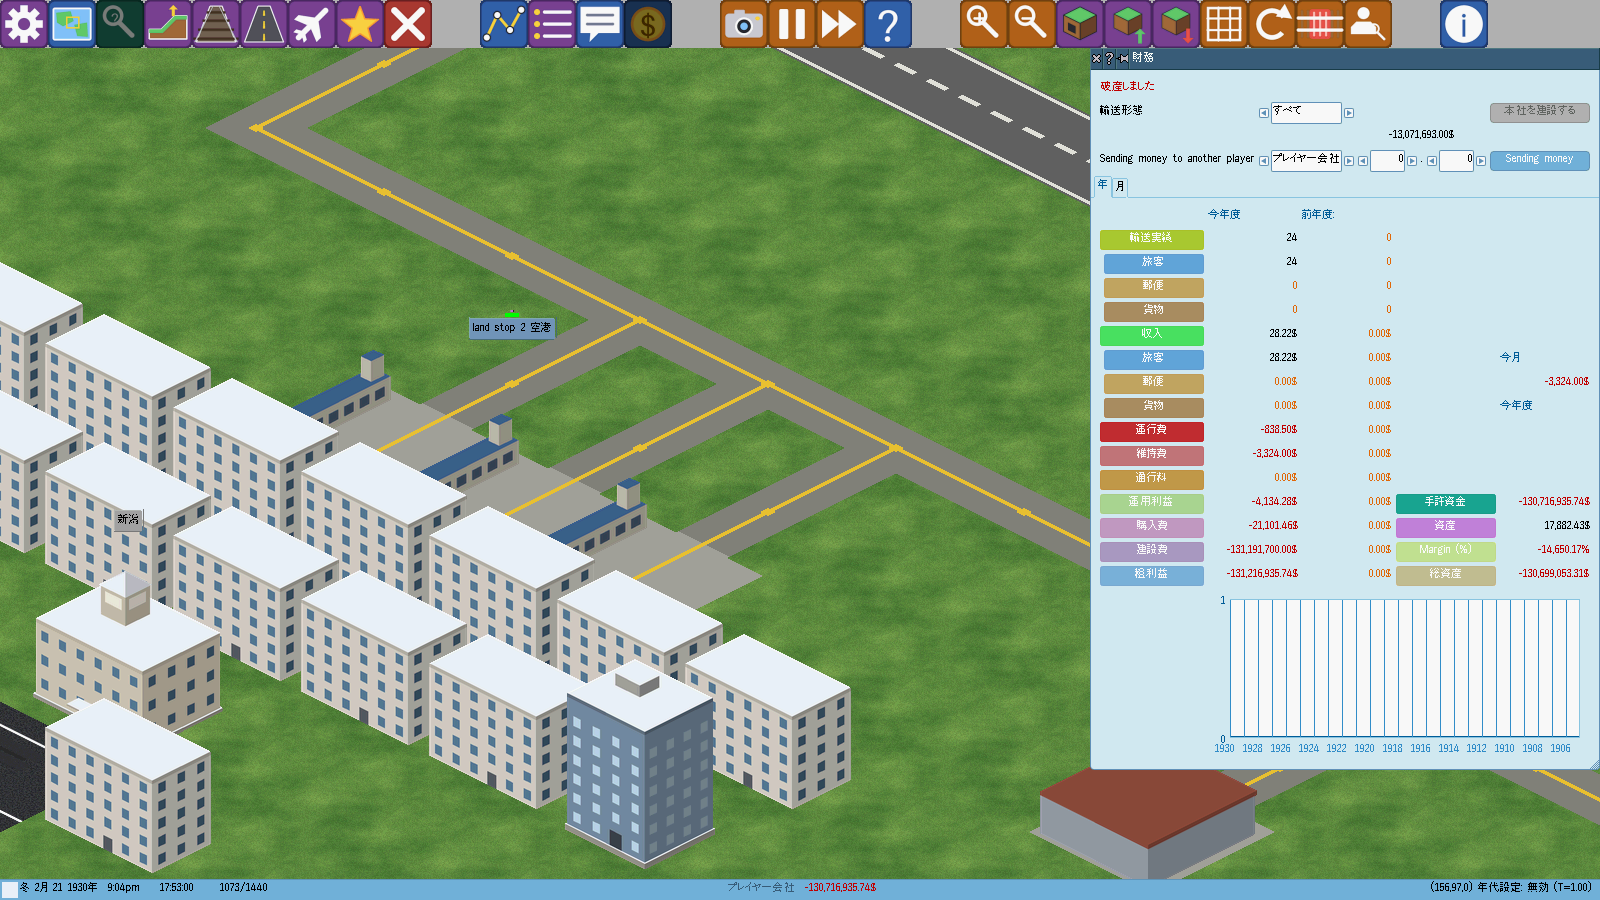 財務
破産しました
輸送形態 すべて 本社を建設する
-13,071,693.00$
Sending money to another player プレイヤー会社 0 . 0 Sending money
年 月
今年度 前年度:
輸送実績 24 0
旅客 24 0
郵便 0 0
貨物 0 0
収入 28.22$ 0.00$
旅客 28.22$ 0.00$ 今月
郵便 0.00$ 0.00$ -3,324.00$
貨物 0.00$ 0.00$ 今年度
運行費 -838.50$ 0.00$
維持費 -3,324.00$ 0.00$
通行料 0.00$ 0.00$
運用利益 -4,134.28$ 0.00$ 手許資金 -130,716,935.74$
購入費 -21,101.46$ 0.00$ 資産 17,882.43$
建設費 -131,191,700.00$ 0.00$ Margin (%) -14,650.17%
粗利益 -131,216,935.74$ 0.00$ 総資産 -130,699,053.31$
1
0
1930 1928 1926 1924 1922 1920 1918 1916 1914 1912 1910 1908 1906
land stop 2 空港
新潟
冬 2月 21 1930年 9:04pm 17:53:00 1073/1440 プレイヤー会社 -130,716,935.74$ (156,97,0) 年代設定: 無効 (T=1.00)